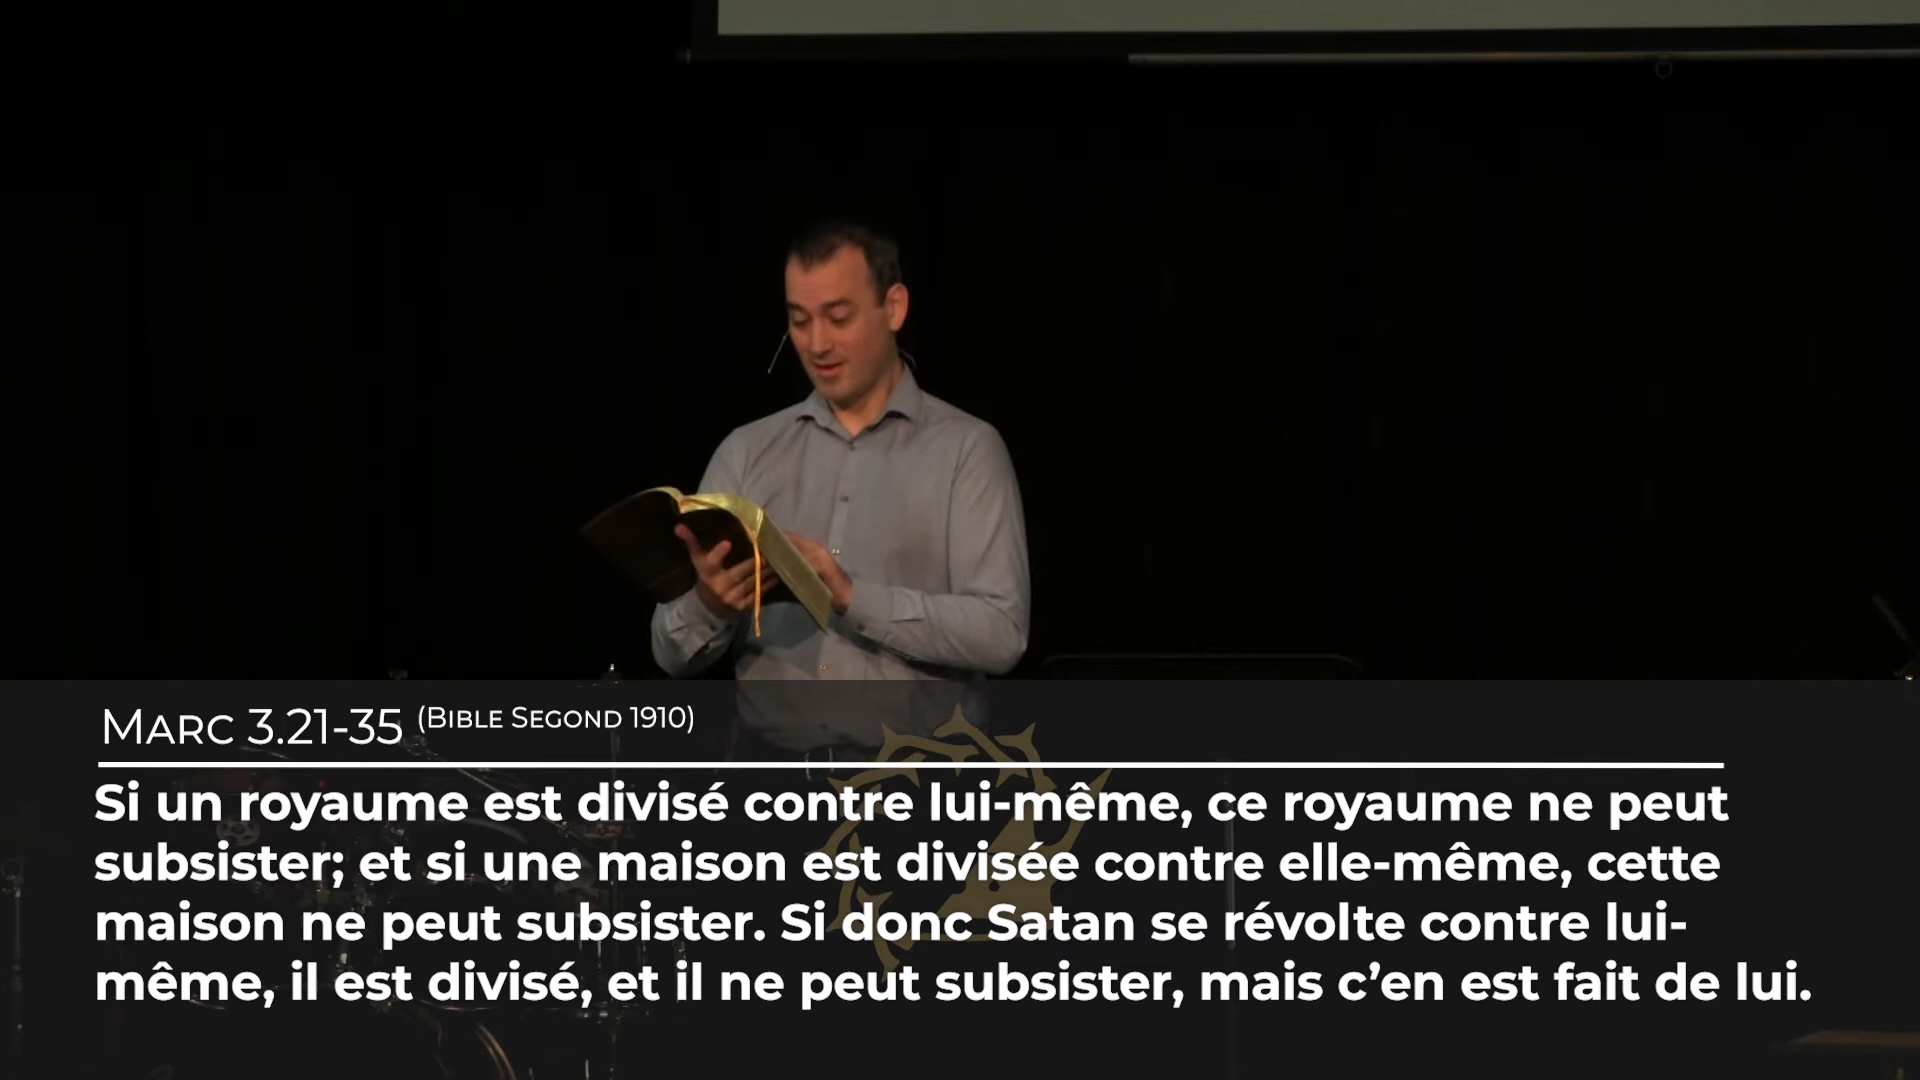 Marc 3.21-35 (Bible Segond 1910)
Si un royaume est divisé contre lui-même, ce royaume ne peut
subsister; et si une maison est divisée contre elle-même, cette
maison ne peut subsister. Si donc Satan se révolte contre lui-
même, il est divisé, et il ne peut subsister, mais c’en est fait de lui.